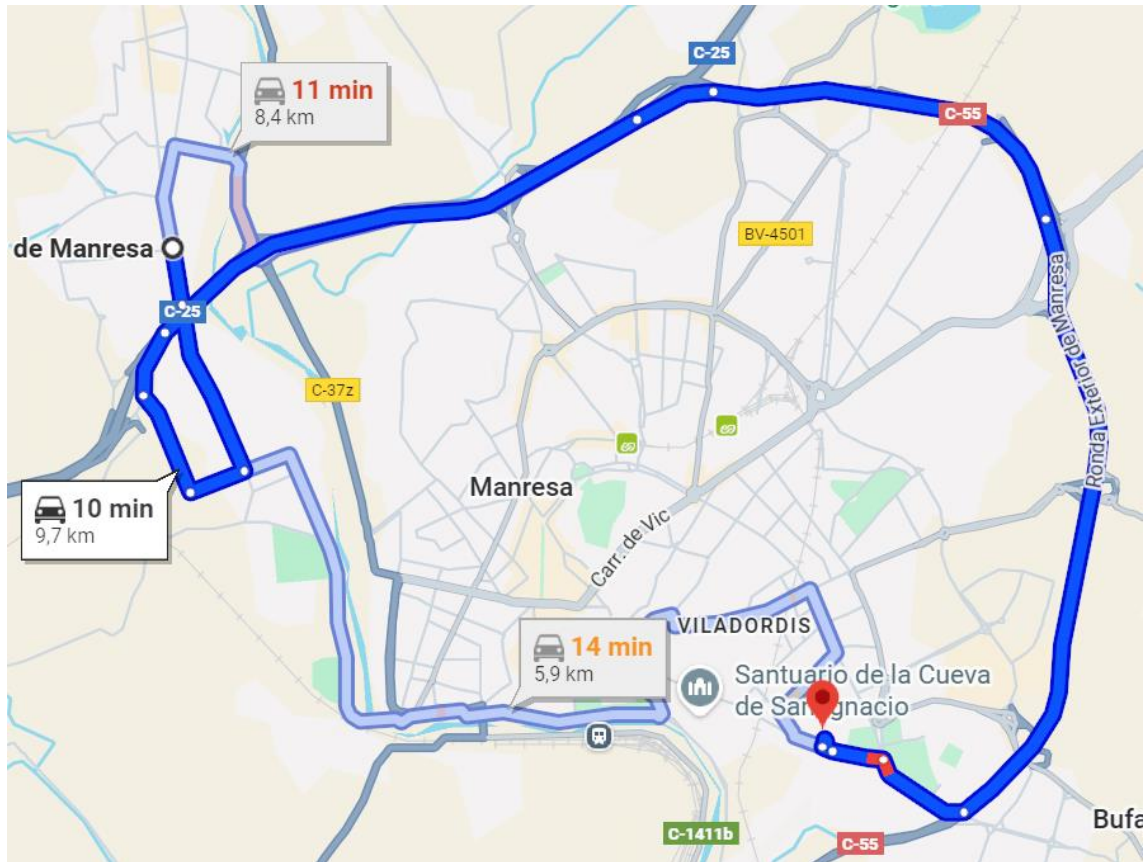 C-25
11 min
8,4 km
C-55
BV-4501
de Manresa
C-25
Ronda Exterior de Manresa
C-37z
Manresa
10 min
9,7 km
Carr. de Vic
VILADORDIS
14 min
5,9 km
Santuario de la Cueva
de San Ignacio
Bufa
C-1411b
C-55